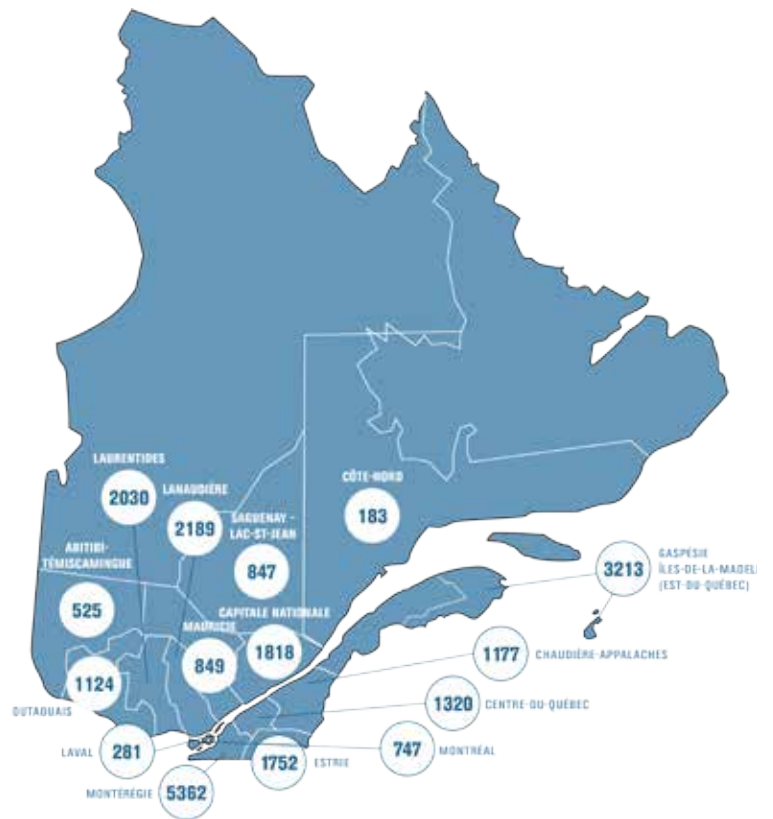 LAURENTIDES
2030
LANAUDIÈRE
2189
SAGUENAY -
LAC-ST-JEAN
847
CÔTE-NORD
183
ABITIBI-
TÉMISCAMINGUE
525
3213
GASPÉSIE
ÎLES-DE-LA-MADEL
(EST-DU-QUÉBEC)
CAPITALE NATIONALE
1818
MAURICIE
849
1177
CHAUDIÈRE-APPALACHES
1124
OUTAOUAIS
1320
CENTRE-DU-QUÉBEC
LAVAL
281
747
MONTRÉAL
1752
ESTRIE
MONTÉRÉGIE
5362